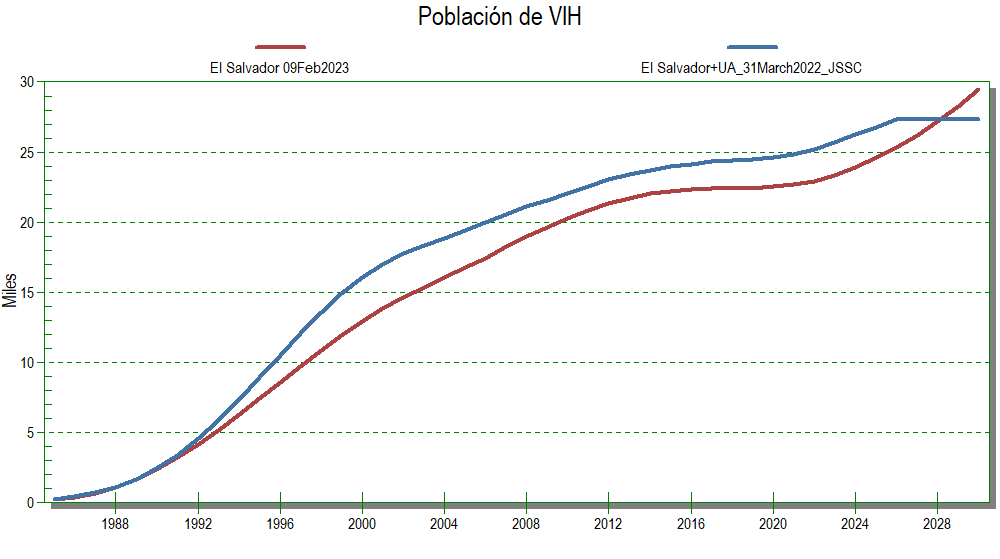 Población de VIH
El Salvador 09Feb2023
El Salvador+UA_31March2022_JSSC
30
25
20
15
10
5
0
Miles
1988 1992 1996 2000 2004 2008 2012 2016 2020 2024 2028